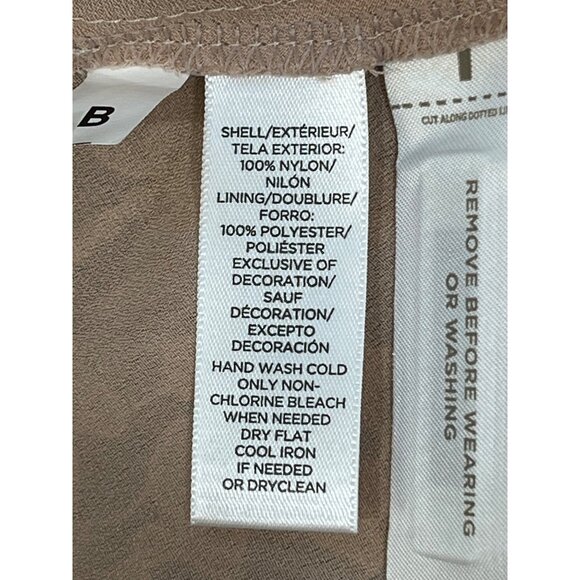 B
SHELL/EXTÉRIEUR/
TELA EXTERIOR:
100% NYLON/
NILÓN
LINING/DOUBLURE/
FORRO:
100% POLYESTER/
POLIÉSTER
EXCLUSIVE OF
DECORATION/
SAUF
DÉCORATION/
EXCEPTO
DECORACIÓN
HAND WASH COLD
ONLY NON-
CHLORINE BLEACH
WHEN NEEDED
DRY FLAT
COOL IRON
IF NEEDED
OR DRYCLEAN
CUT ALONG DOTTED
REMOVE BEFORE WEARING
OR WASHING